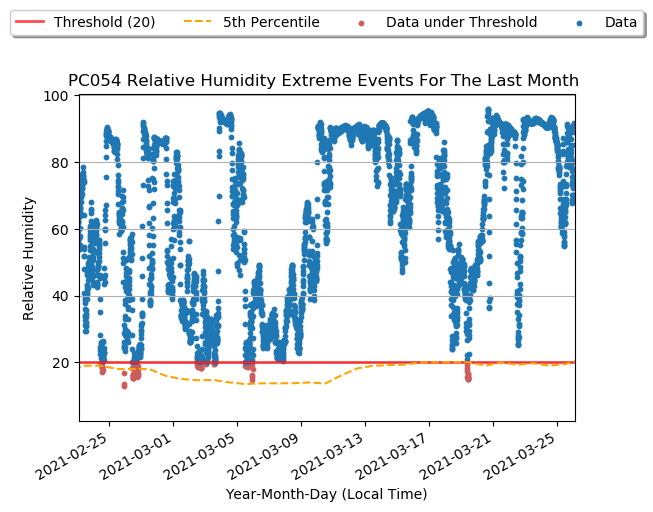 Threshold (20) 5th Percentile Data under Threshold Data
PC054 Relative Humidity Extreme Events For The Last Month
100
80
60
40
20
Relative Humidity
2021-02-25 2021-03-01 2021-03-05 2021-03-09 2021-03-13 2021-03-17 2021-03-21 2021-03-25
Year-Month-Day (Local Time)